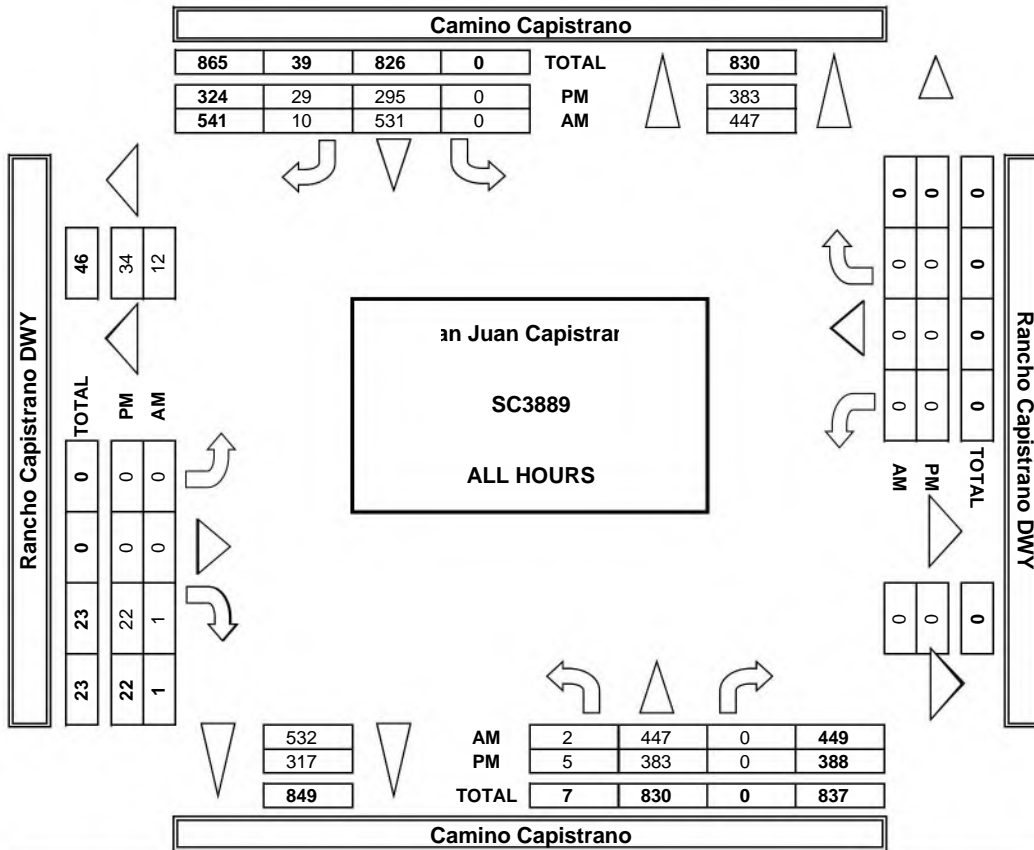 Camino Capistrano
865 39 826 0 TOTAL 830
324 29 295 0 PM 383
541 10 531 0 AM 447
Rancho Capistrano DWY
46 34 12
TOTAL PM AM
0 0 0
0 0 0
23 22 1
23 22 1
an Juan Capistran
SC3889
ALL HOURS
0 0 0
0 0 0
0 0 0
0 0 0
AM PM TOTAL
0 0 0
Rancho Capistrano DWY
532 AM 2 447 0 449
317 PM 5 383 0 388
849 TOTAL 7 830 0 837
Camino Capistrano